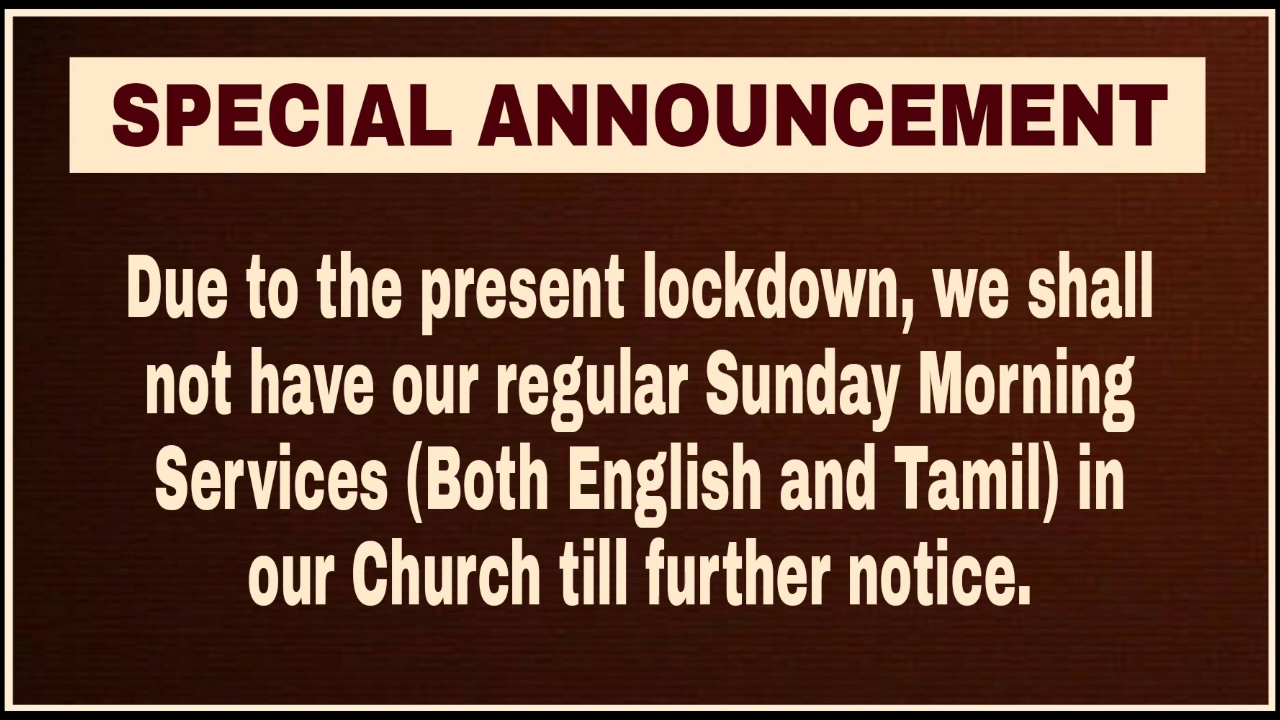 SPECIAL ANNOUNCEMENT
Due to the present lockdown, we shall
not have our regular Sunday Morning
Services (Both English and Tamil) in
our Church till further notice.